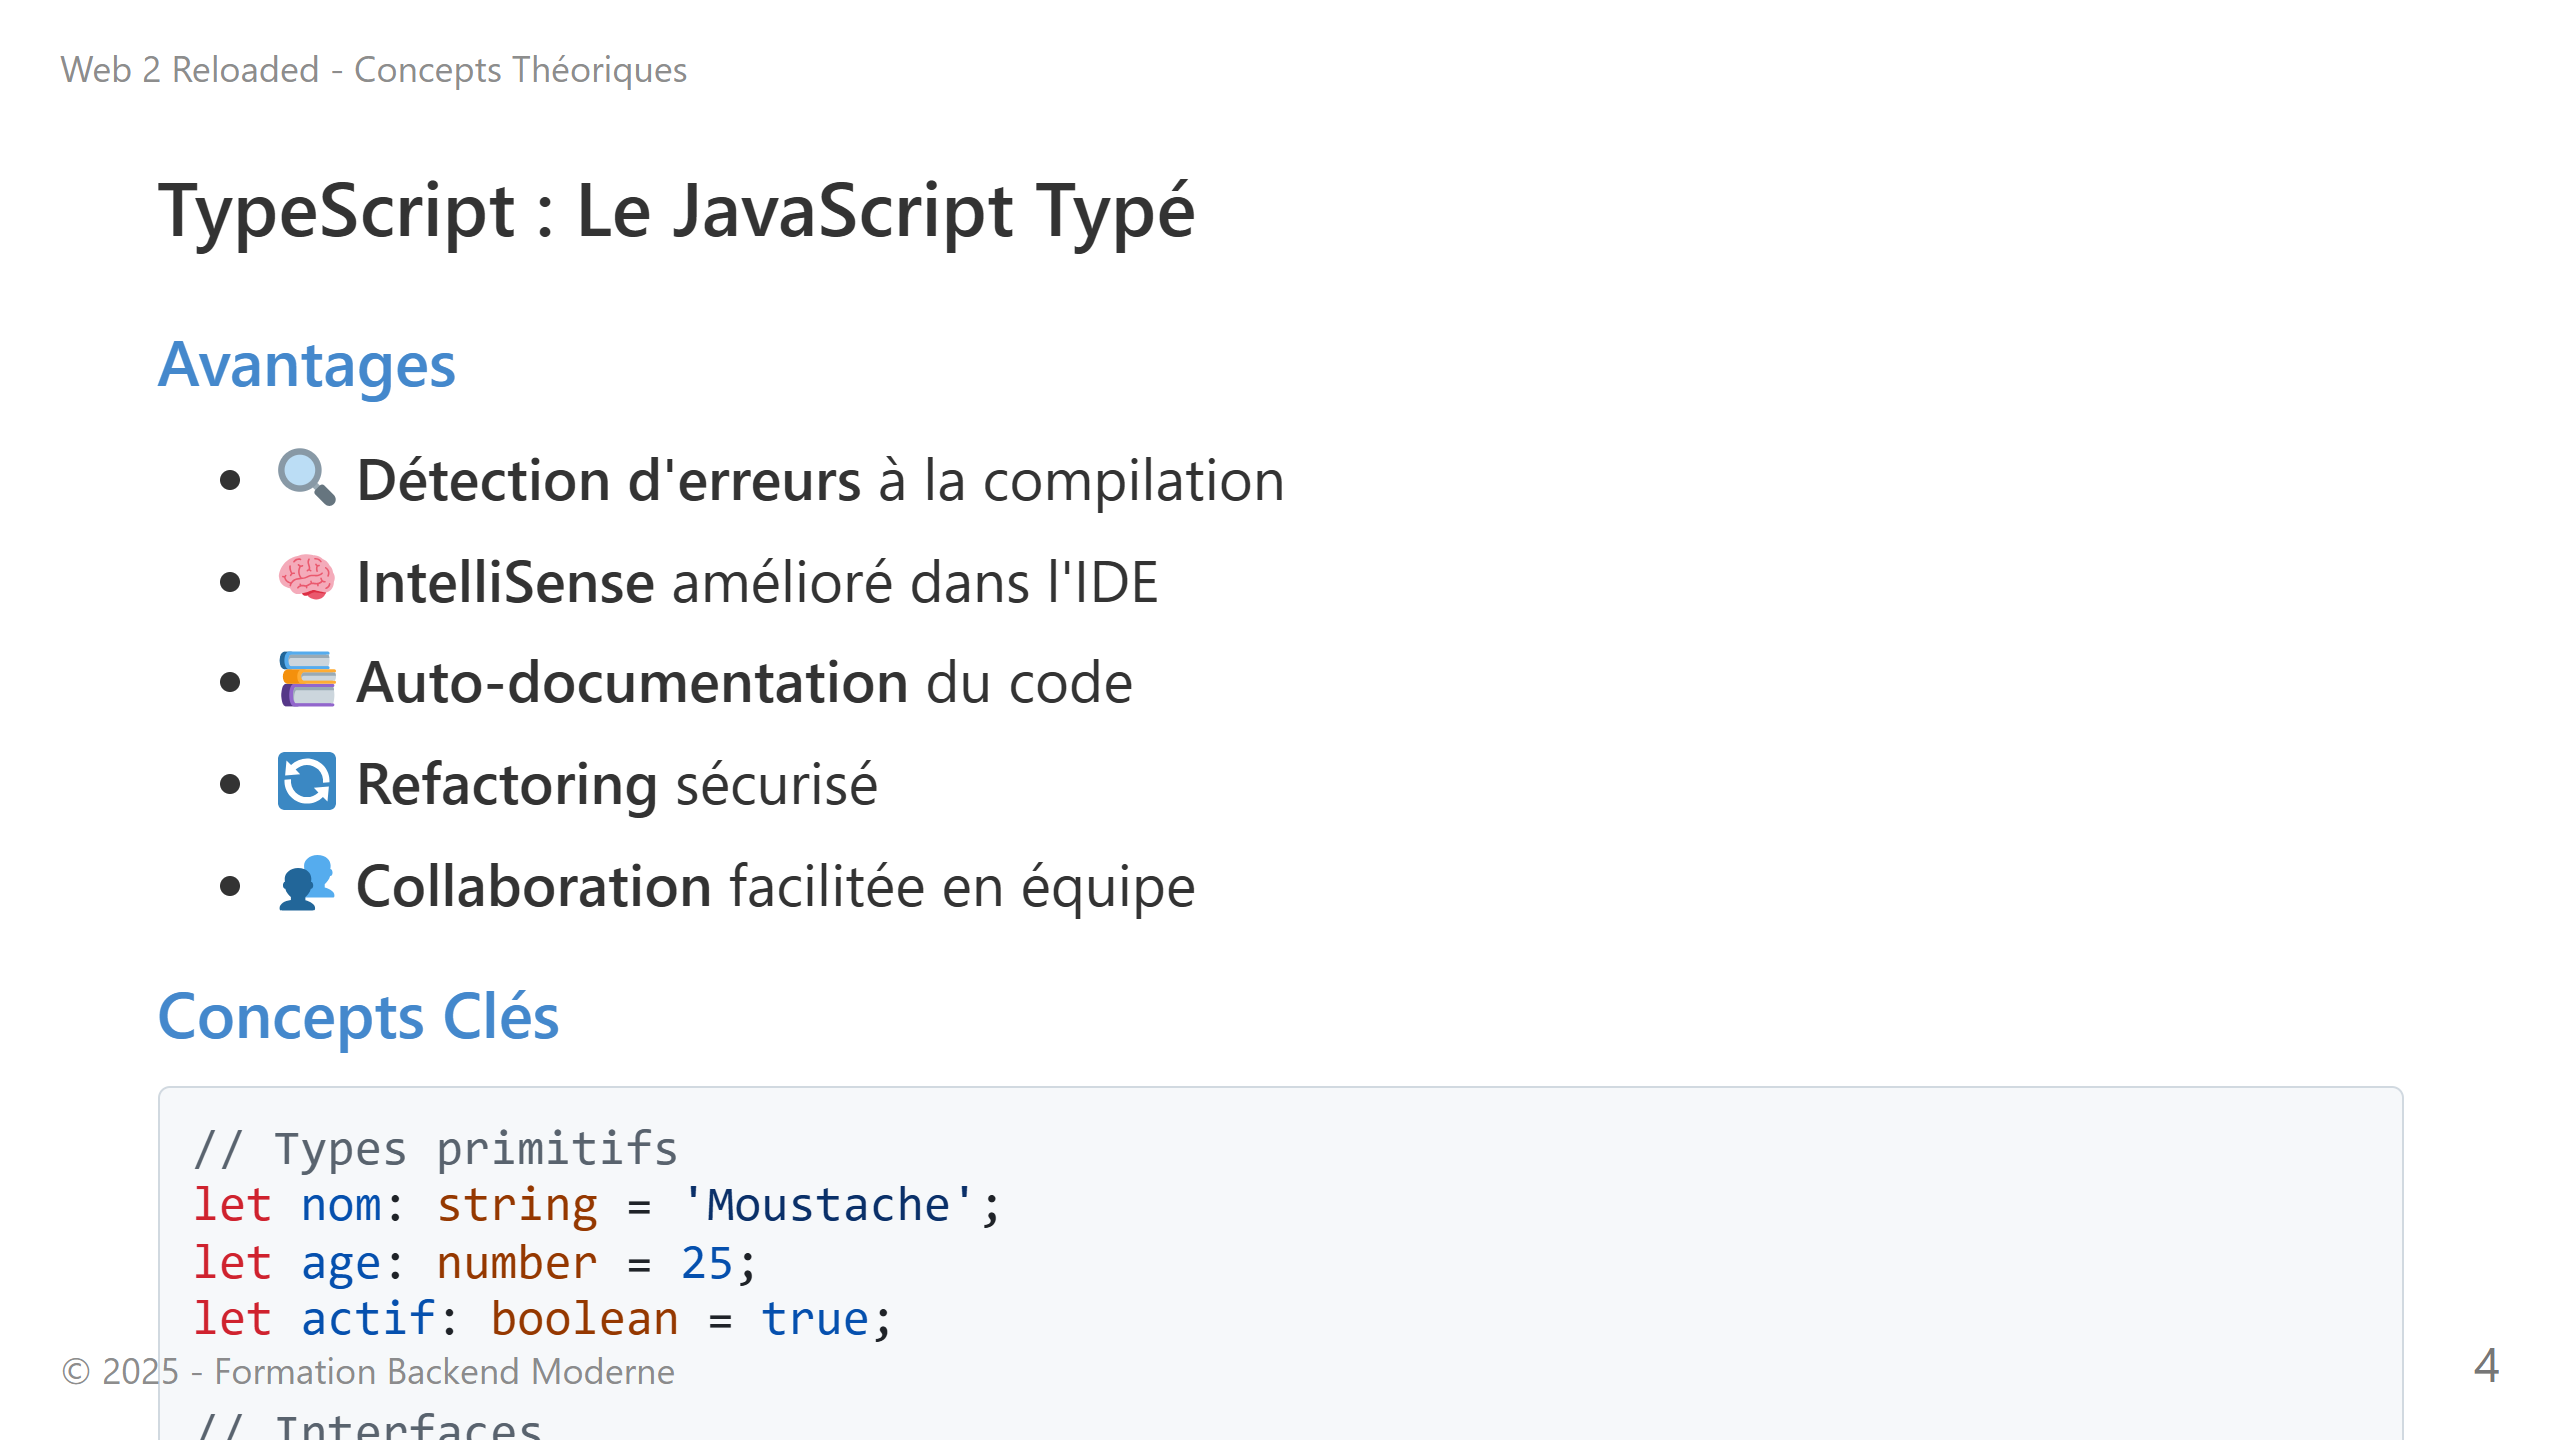 Web 2 Reloaded - Concepts Théoriques
TypeScript : Le JavaScript Typé
Avantages
• 🔍 Détection d'erreurs à la compilation
• 🧠 IntelliSense amélioré dans l'IDE
• 📚 Auto-documentation du code
• 🔄 Refactoring sécurisé
• 👥 Collaboration facilitée en équipe
Concepts Clés
// Types primitifs
let nom: string = 'Moustache';
let age: number = 25;
let actif: boolean = true;
© 2025 - Formation Backend Moderne
4
// Interfaces